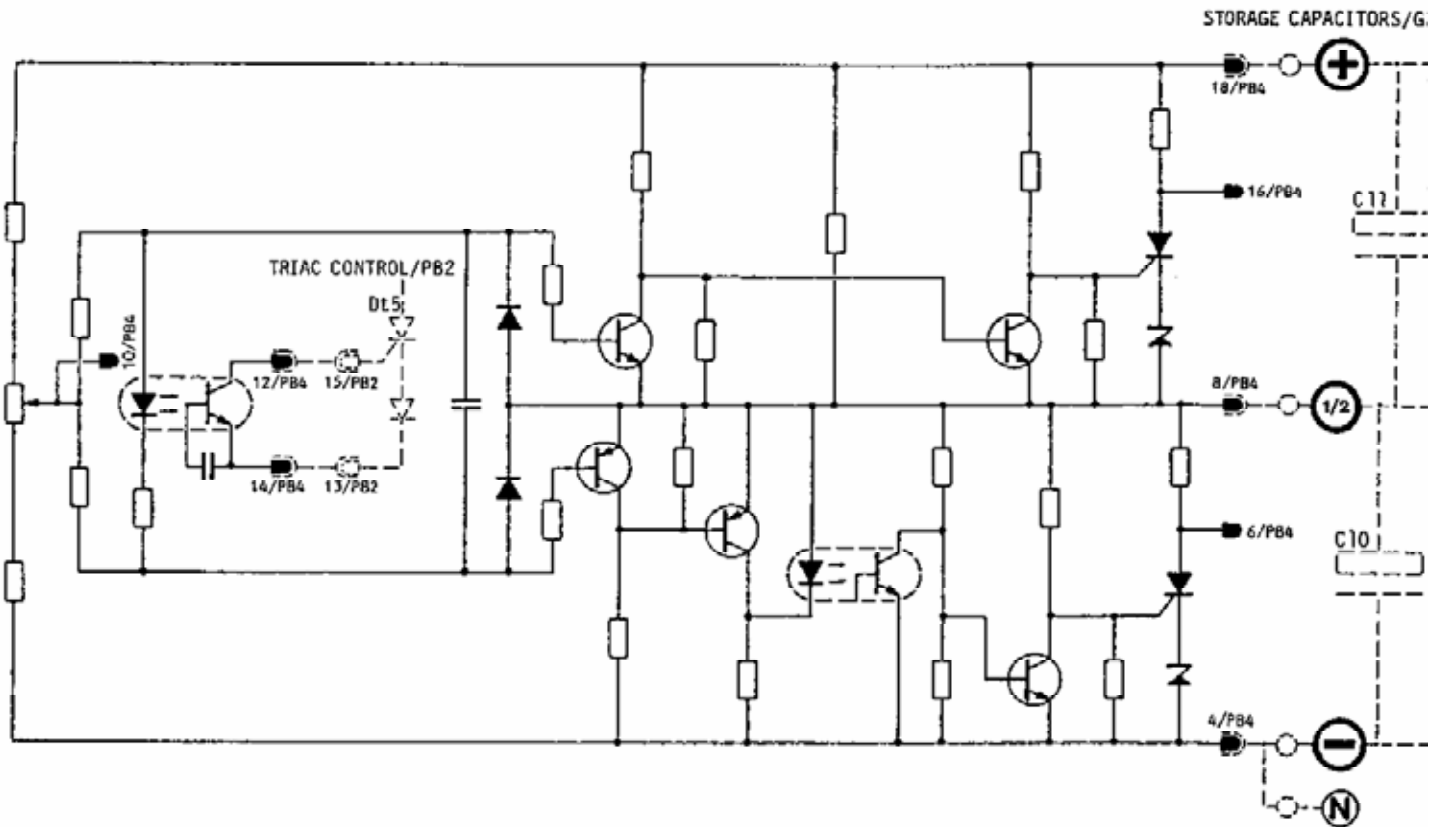 STORAGE CAPACITORS/G
+
18/PB4
16/PB4
C11
TRIAC CONTROL/PB2
Dt5
10/PB4
12/PB4
15/PB2
8/PB4
1/2
14/PB4
13/PB2
6/PB4
C10
4/PB4
−
N